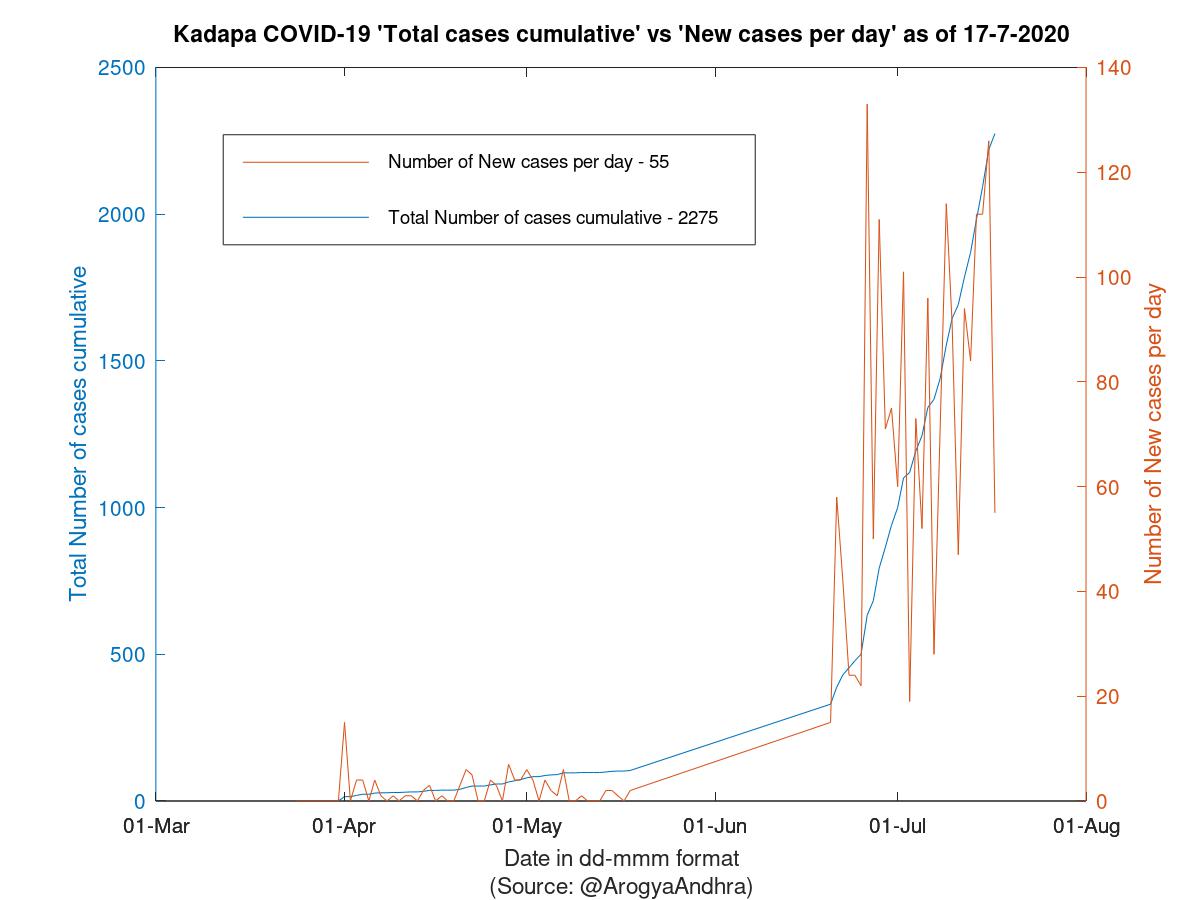 Kadapa COVID-19 'Total cases cumulative' vs 'New cases per day' as of 17-7-2020
Number of New cases per day - 55
Total Number of cases cumulative - 2275
Total Number of cases cumulative
2500
2000
1500
1000
500
0
Number of New cases per day
140
120
100
80
60
40
20
0
01-Mar 01-Apr 01-May 01-Jun 01-Jul 01-Aug
Date in dd-mmm format
(Source: @ArogyaAndhra)